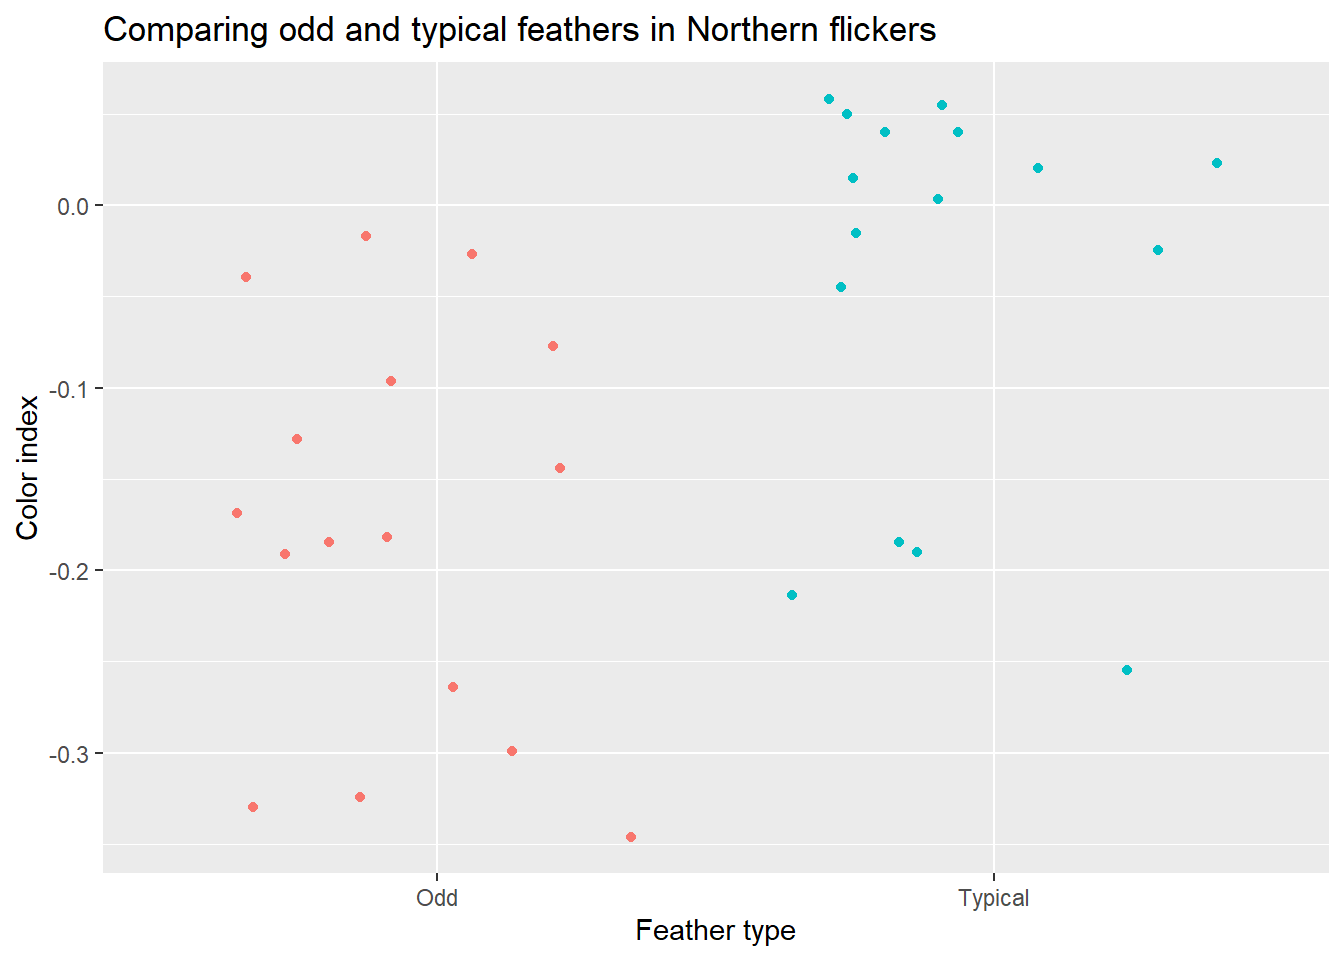 Comparing odd and typical feathers in Northern flickers
0.0
-0.1
-0.2
-0.3
Color index
Odd
Typical
Feather type